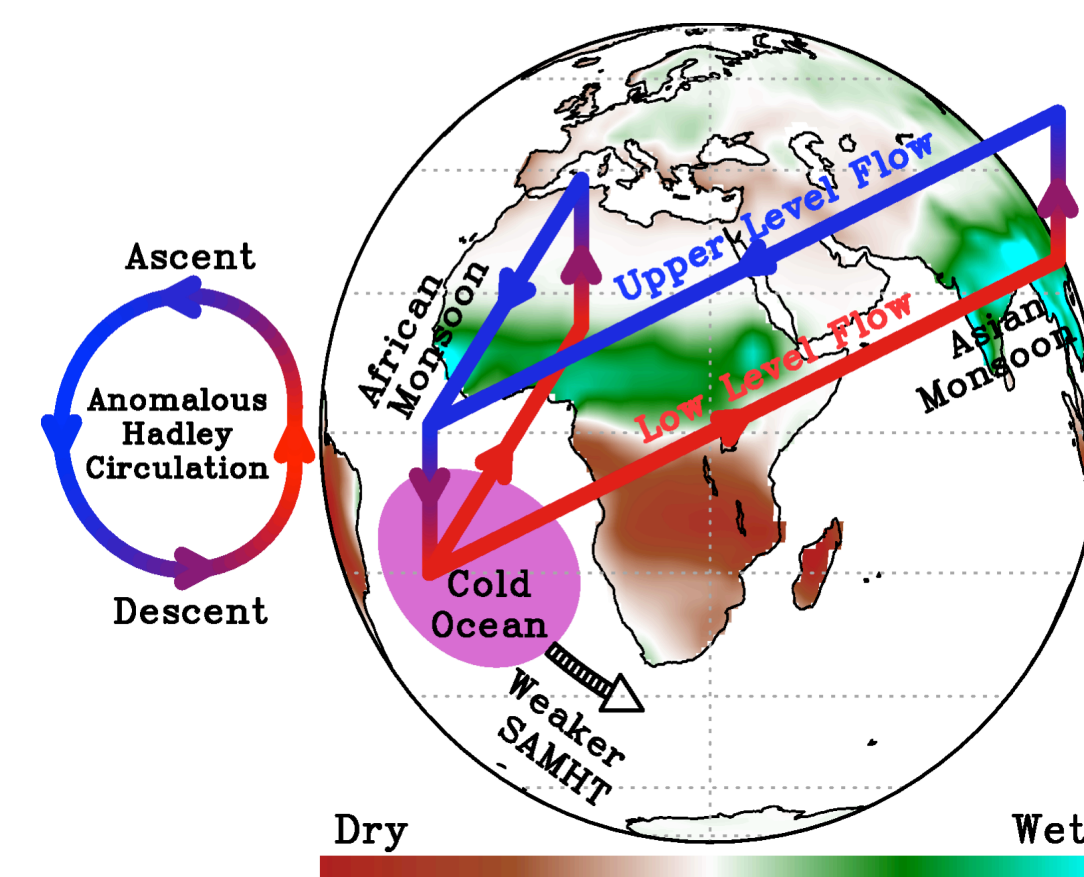 Ascent
Anomalous
Hadley
Circulation
Descent
African
Monsoon
Upper Level Flow
Low Level Flow
Asian
Monsoon
Cold
Ocean
Weaker
SAMHT
Dry
Wet